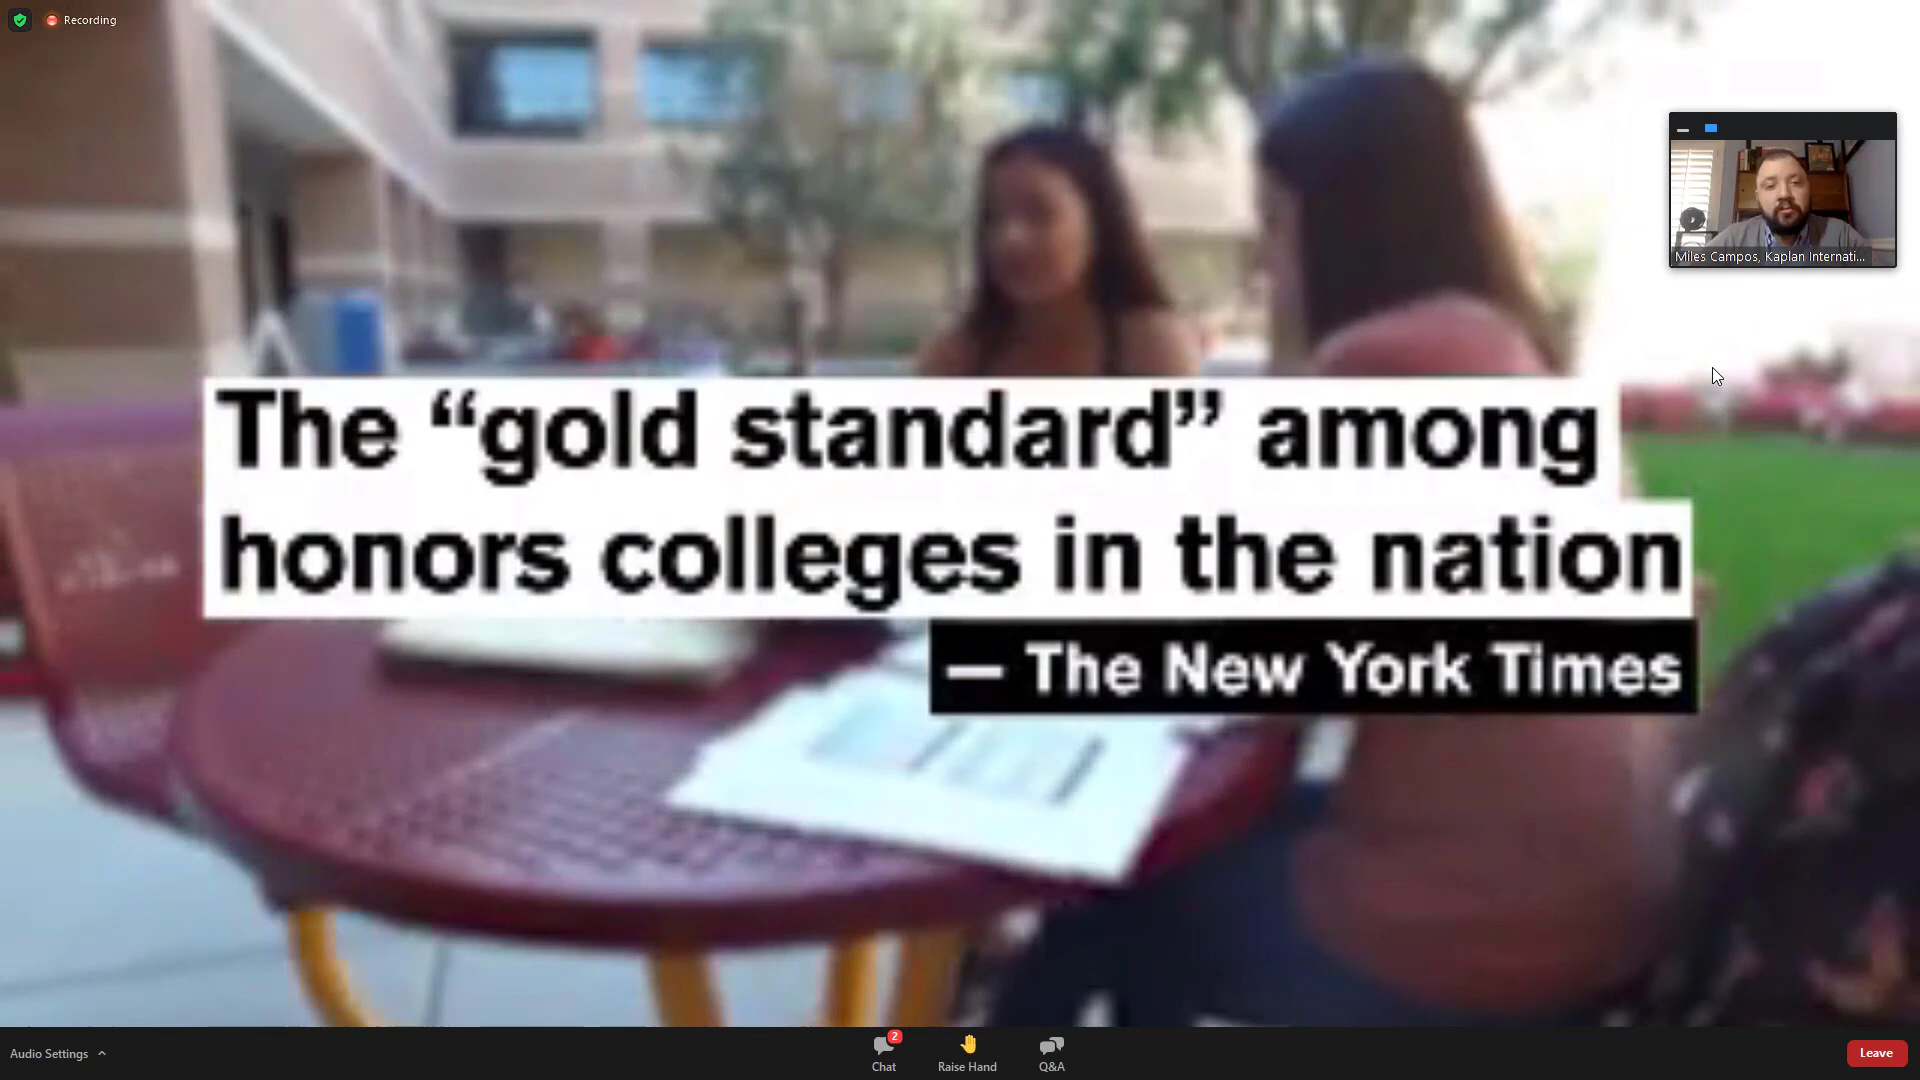 Recording
Miles Campos, Kaplan Internati...
The “gold standard” among
honors colleges in the nation
— The New York Times
Audio Settings
2
Chat
Raise Hand
Q&A
Leave